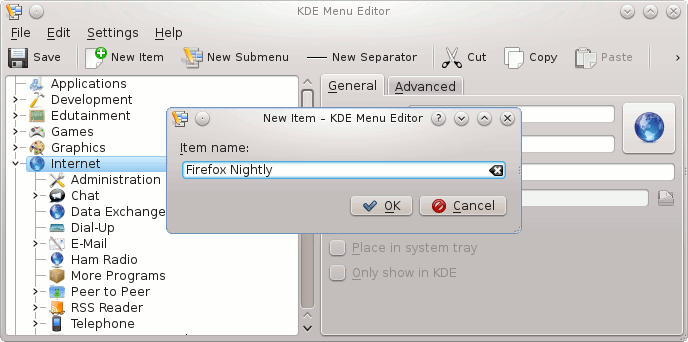 KDE Menu Editor
File Edit Settings Help
Save New Item New Submenu New Separator Cut Copy Paste
Applications
Development
Edutainment
Games
Graphics
Internet
Administration
Chat
Data Exchange
Dial-Up
E-Mail
Ham Radio
More Programs
Peer to Peer
RSS Reader
Telephone
General Advanced
New Item – KDE Menu Editor
Item name:
Firefox Nightly
OK Cancel
Place in system tray
Only show in KDE